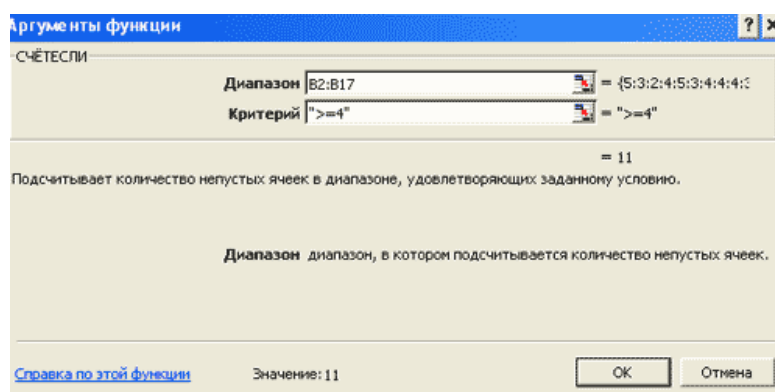 Аргументы функции
СЧЁТЕСЛИ
Диапазон B2:B17 = {5:3:2:4:5:3:4:4:4:3
Критерий ">=4" = ">=4"
= 11
Подсчитывает количество непустых ячеек в диапазоне, удовлетворяющих заданному условию.
Диапазон диапазон, в котором подсчитывается количество непустых ячеек.
Справка по этой функции Значение:11 ОК Отмена